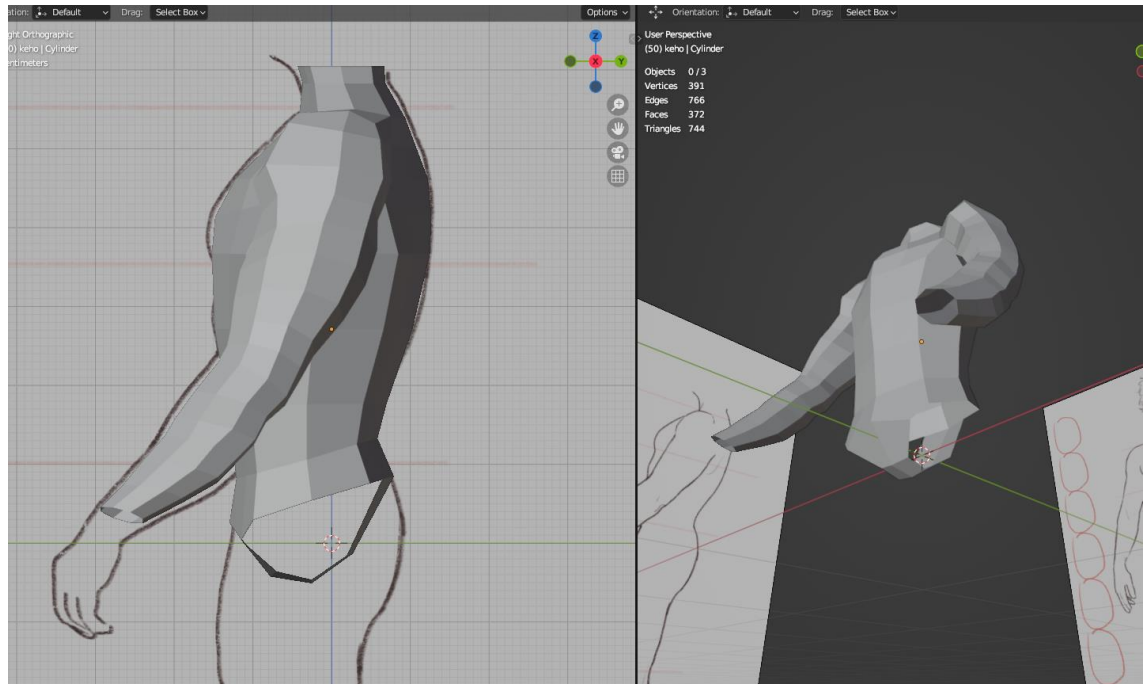 ation: Default Drag: Select Box Options
ght Orthographic
0) keho | Cylinder
entimeters
Z
X
Y
Orientation: Default Drag: Select Box
User Perspective
(50) keho | Cylinder
Objects 0 / 3
Vertices 391
Edges 766
Faces 372
Triangles 744